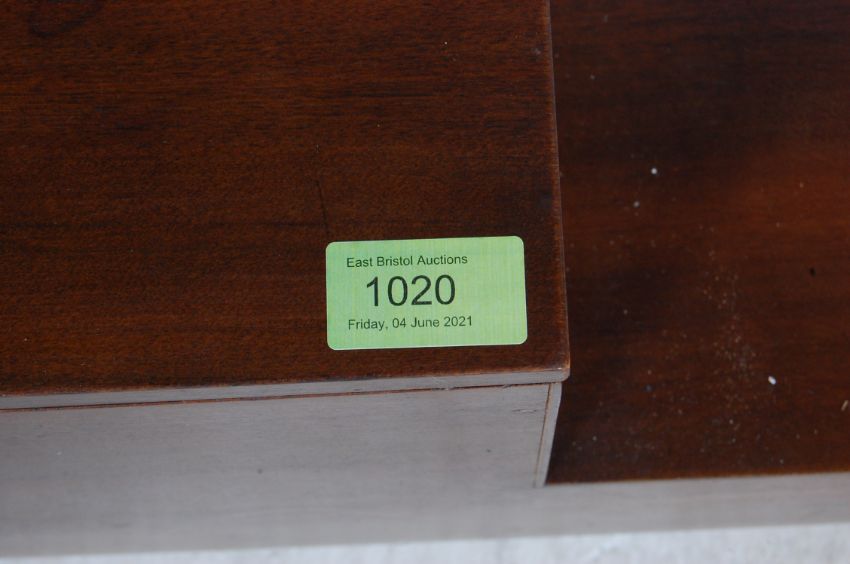 East Bristol Auctions
1020
Friday, 04 June 2021